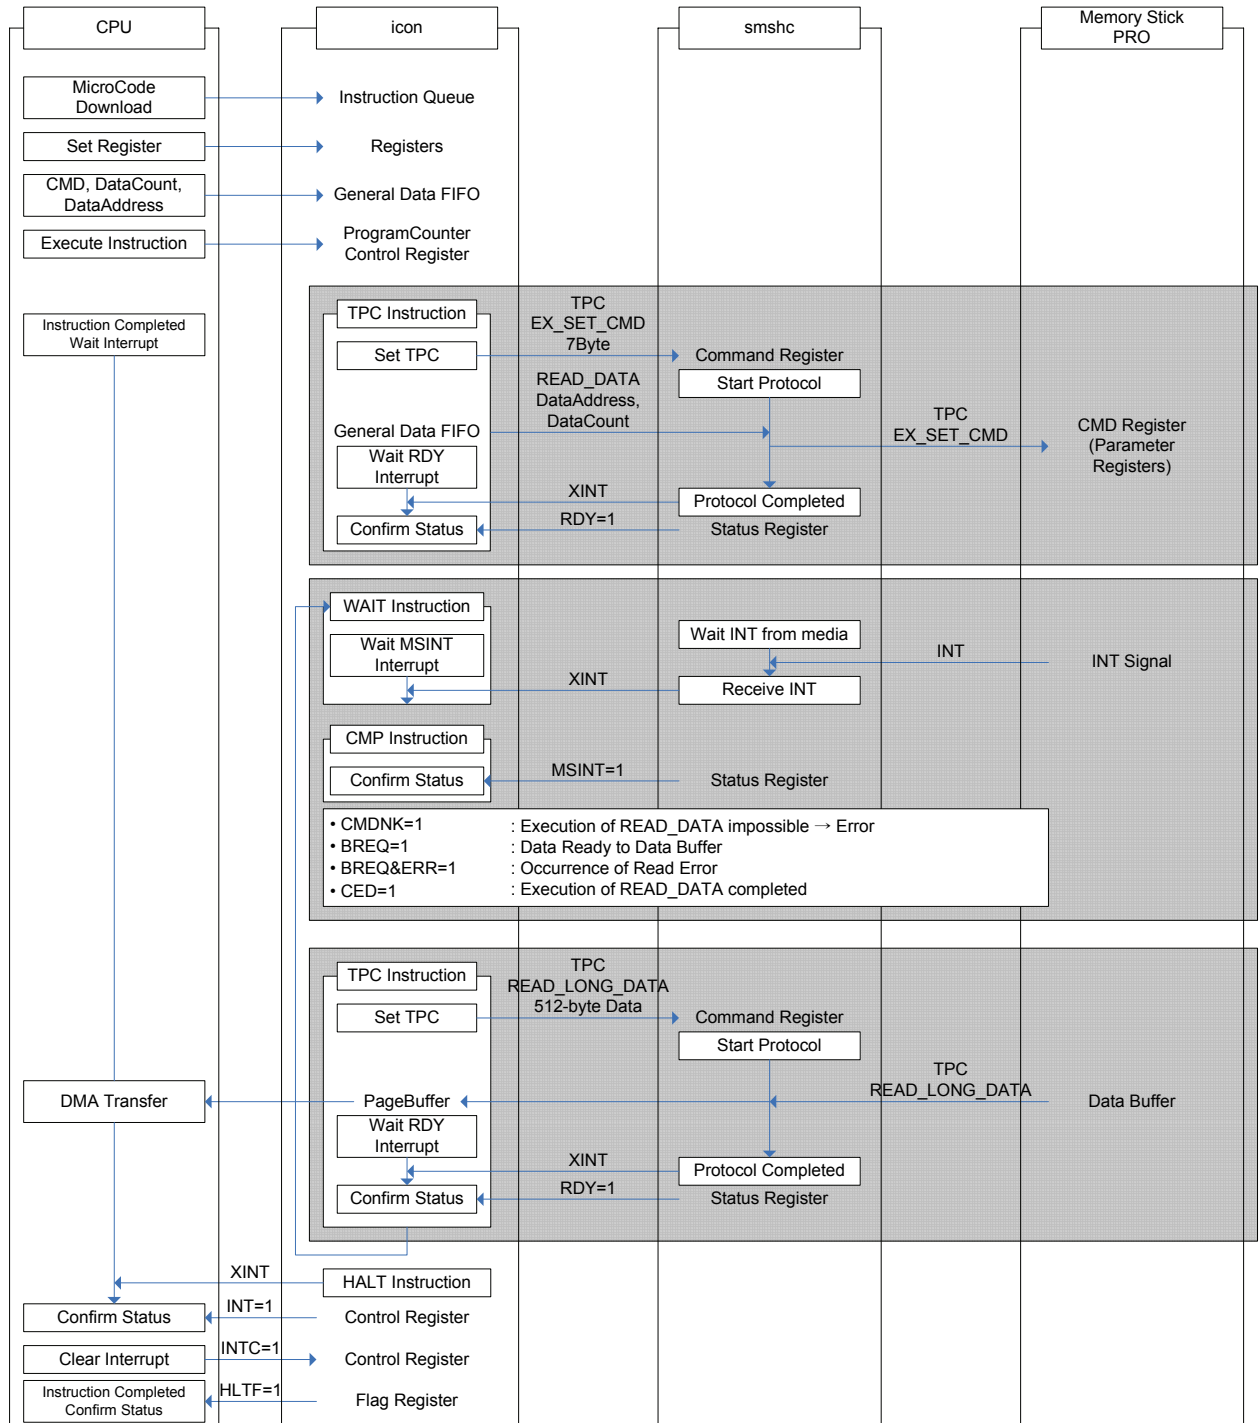 CPU
icon
smshc
Memory Stick
PRO
MicroCode
Download
Instruction Queue
Set Register
Registers
CMD, DataCount,
DataAddress
General Data FIFO
Execute Instruction
ProgramCounter
Control Register
Instruction Completed
Wait Interrupt
TPC Instruction
TPC
EX_SET_CMD
7Byte
Set TPC
Command Register
READ_DATA
DataAddress,
DataCount
Start Protocol
General Data FIFO
TPC
EX_SET_CMD
CMD Register
(Parameter
Registers)
Wait RDY
Interrupt
XINT
Protocol Completed
Confirm Status
RDY=1
Status Register
WAIT Instruction
Wait MSINT
Interrupt
Wait INT from media
INT
INT Signal
XINT
Receive INT
CMP Instruction
Confirm Status
MSINT=1
Status Register
• CMDNK=1 : Execution of READ_DATA impossible → Error
• BREQ=1 : Data Ready to Data Buffer
• BREQ&ERR=1 : Occurrence of Read Error
• CED=1 : Execution of READ_DATA completed
TPC Instruction
TPC
READ_LONG_DATA
512-byte Data
Set TPC
Command Register
Start Protocol
TPC
READ_LONG_DATA
DMA Transfer
PageBuffer
Data Buffer
Wait RDY
Interrupt
XINT
Protocol Completed
Confirm Status
RDY=1
Status Register
XINT
HALT Instruction
Confirm Status
INT=1
Control Register
Clear Interrupt
INTC=1
Control Register
Instruction Completed
Confirm Status
HLTF=1
Flag Register